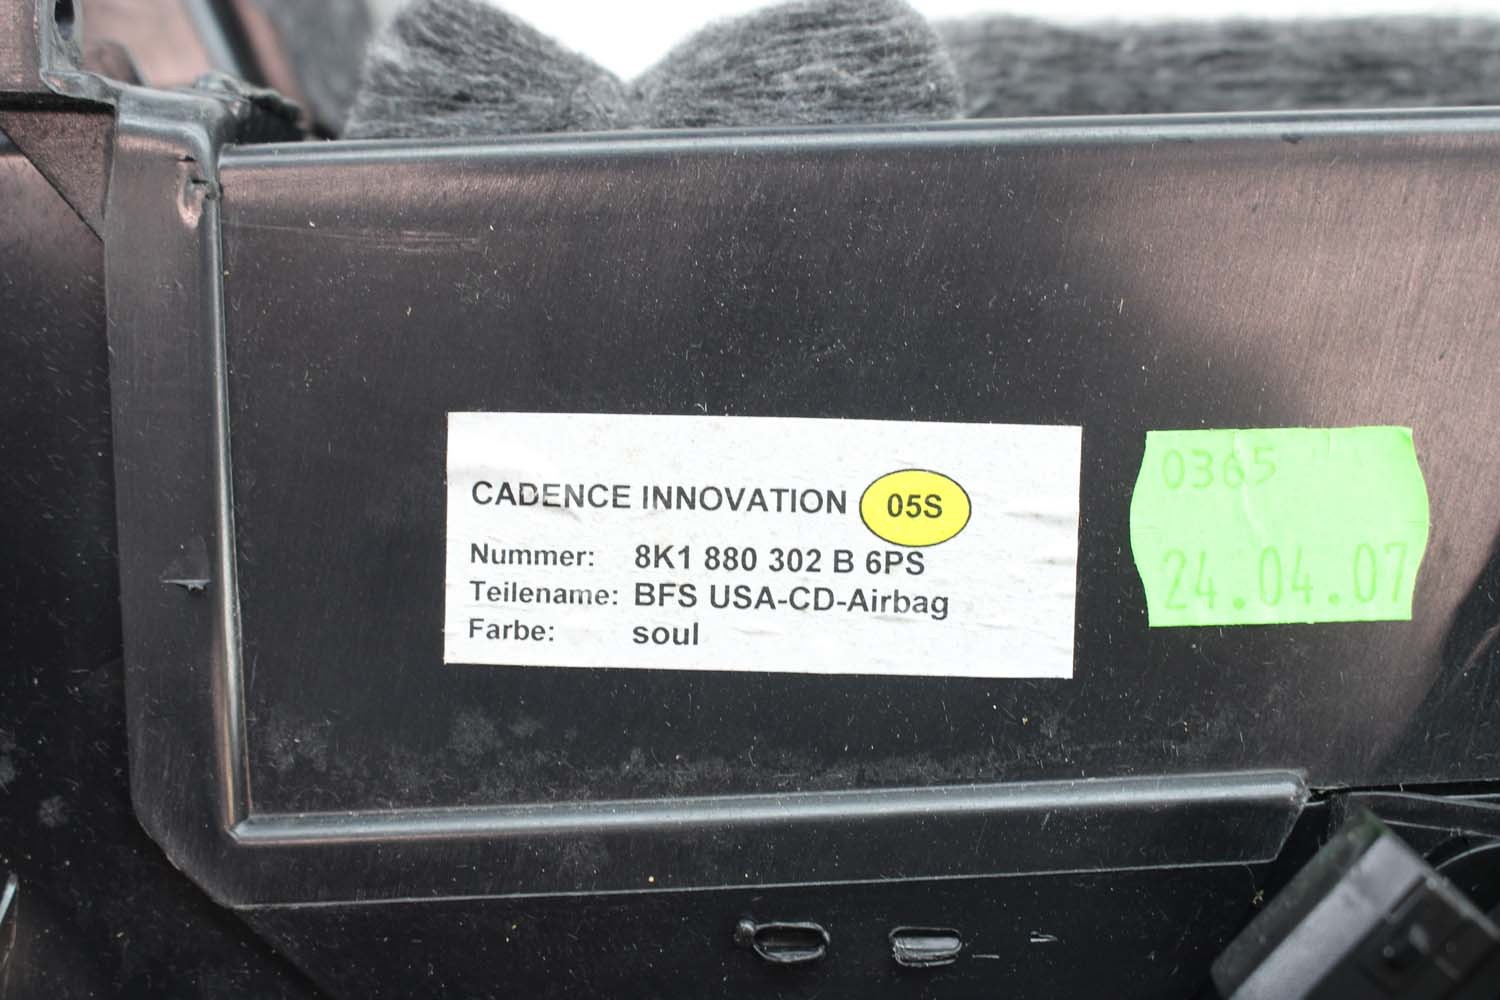 CADENCE INNOVATION 05S
Nummer: 8K1 880 302 B 6PS
Teilename: BFS USA-CD-Airbag
Farbe: soul
0365
24.04.07